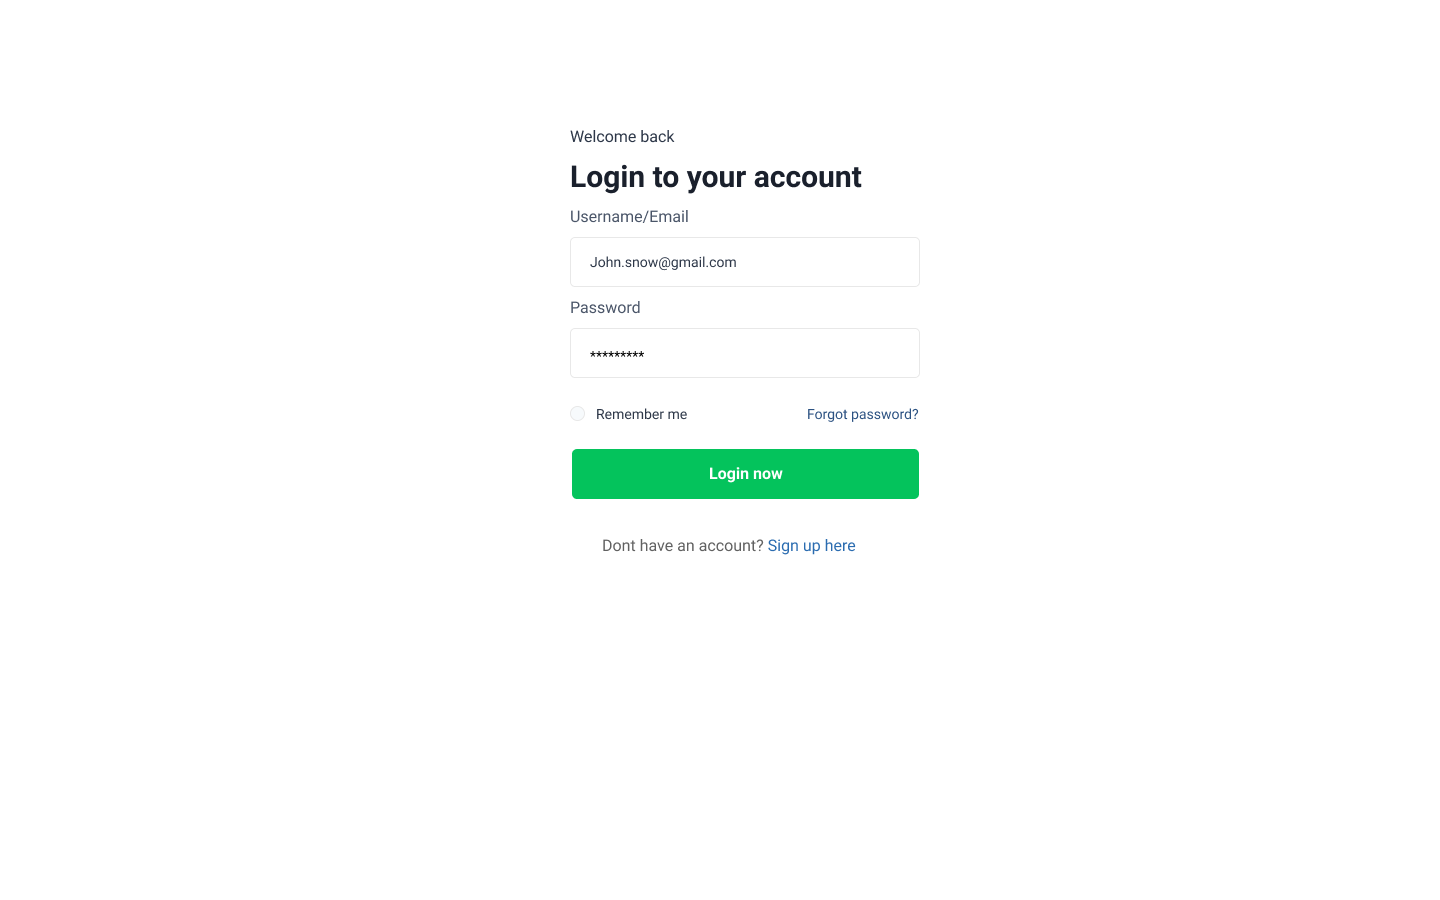 Welcome back
Login to your account
Username/Email
John.snow@gmail.com
Password
*********
Remember me Forgot password?
Login now
Dont have an account? Sign up here